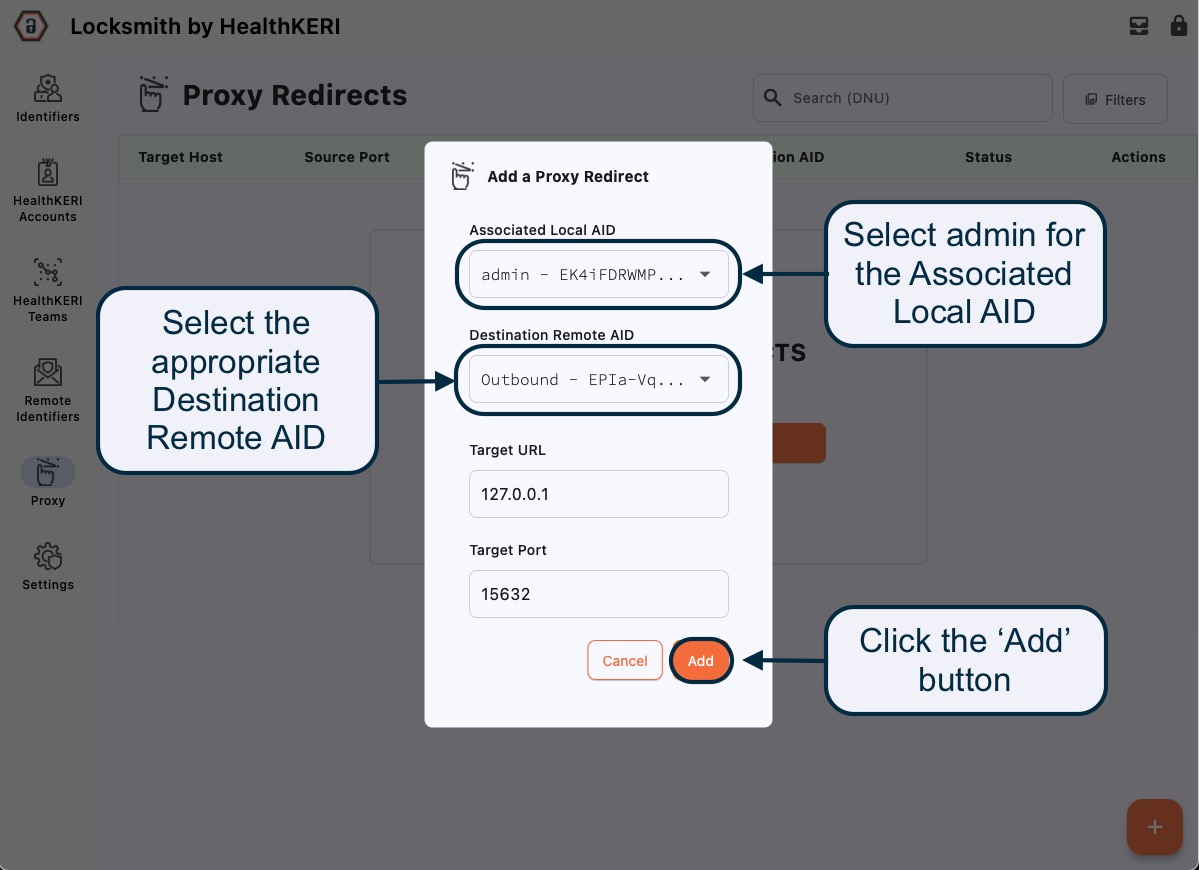 Locksmith by HealthKERI
Identifiers
HealthKERI
Accounts
HealthKERI
Teams
Remote
Identifiers
Proxy
Settings
Proxy Redirects
Search (DNU)
Filters
Target Host Source Port ion AID Status Actions
CTS
Add a Proxy Redirect
Associated Local AID
admin - EK4iFDRWMP...
Destination Remote AID
Outbound - EPIa-Vq...
Target URL
127.0.0.1
Target Port
15632
Cancel Add
Select admin for
the Associated
Local AID
Select the
appropriate
Destination
Remote AID
Click the ‘Add’
button
+